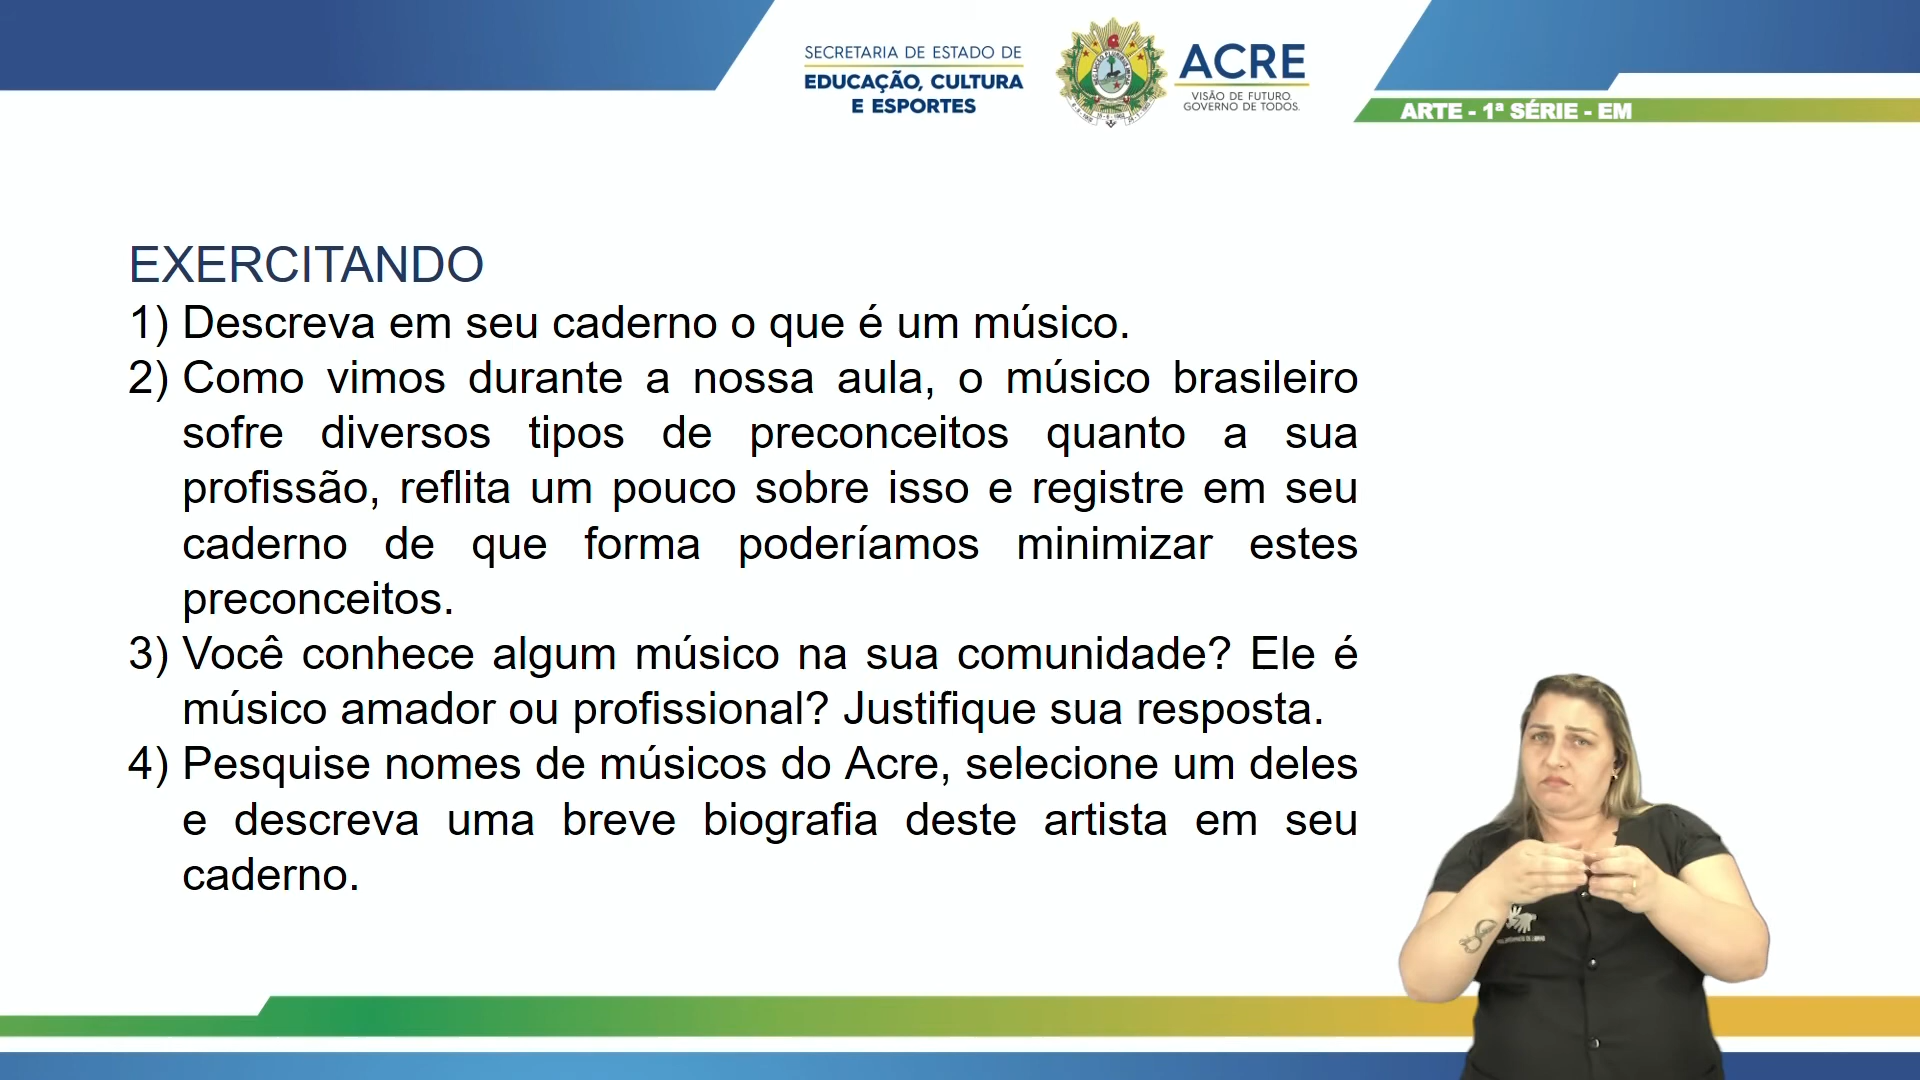 SECRETARIA DE ESTADO DE
EDUCAÇÃO, CULTURA
E ESPORTES
ACRE
VISÃO DE FUTURO.
GOVERNO DE TODOS.
ARTE - 1ª SÉRIE - EM
EXERCITANDO
1) Descreva em seu caderno o que é um músico.
2) Como vimos durante a nossa aula, o músico brasileiro
sofre diversos tipos de preconceitos quanto a sua
profissão, reflita um pouco sobre isso e registre em seu
caderno de que forma poderíamos minimizar estes
preconceitos.
3) Você conhece algum músico na sua comunidade? Ele é
músico amador ou profissional? Justifique sua resposta.
4) Pesquise nomes de músicos do Acre, selecione um deles
e descreva uma breve biografia deste artista em seu
caderno.